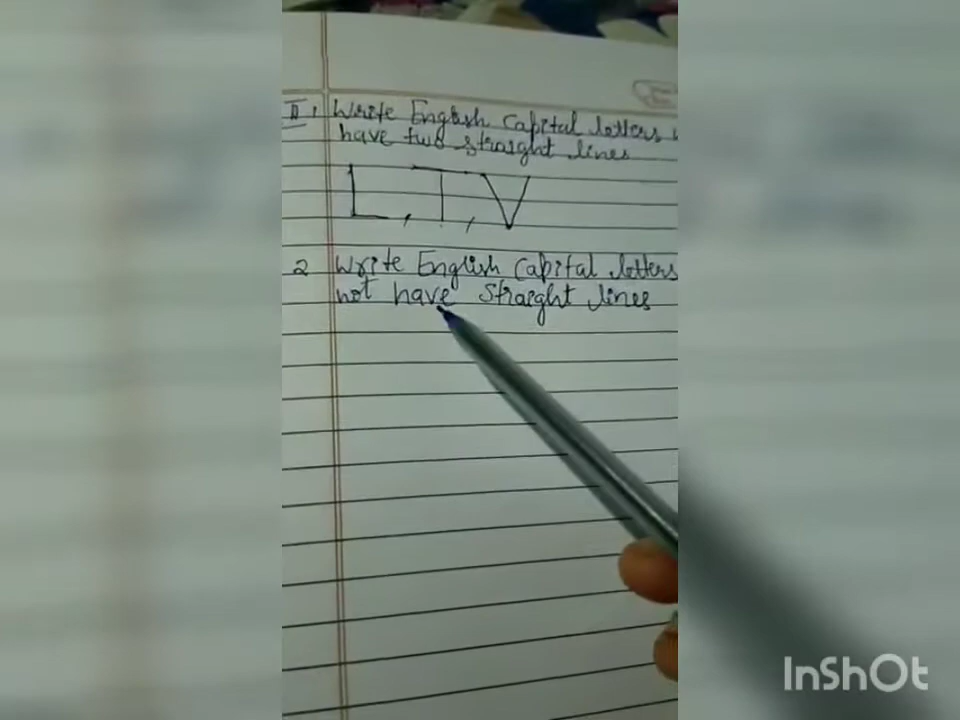 II, Write English Capital letters
have two straight lines
L, T, V
2 Write English Capital letters
not have straight lines
InShOt